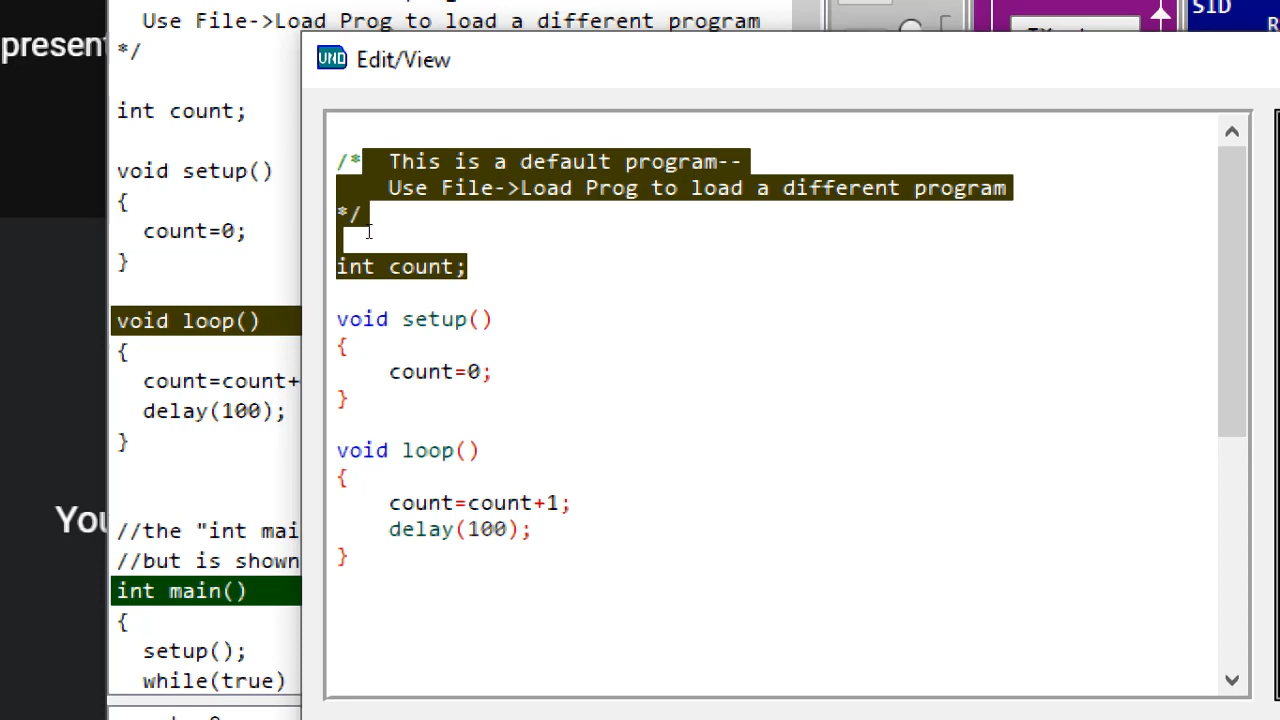 present
Use File->Load Prog to load a different program
*/
int count;
void setup()
{
count=0;
}
void loop()
{
count=count+
delay(100);
}
//the "int mai
//but is shown
int main()
{
setup();
while(true)
You
SID
R
UNO Edit/View
/* This is a default program--
Use File->Load Prog to load a different program
*/
int count;
void setup()
{
count=0;
}
void loop()
{
count=count+1;
delay(100);
}